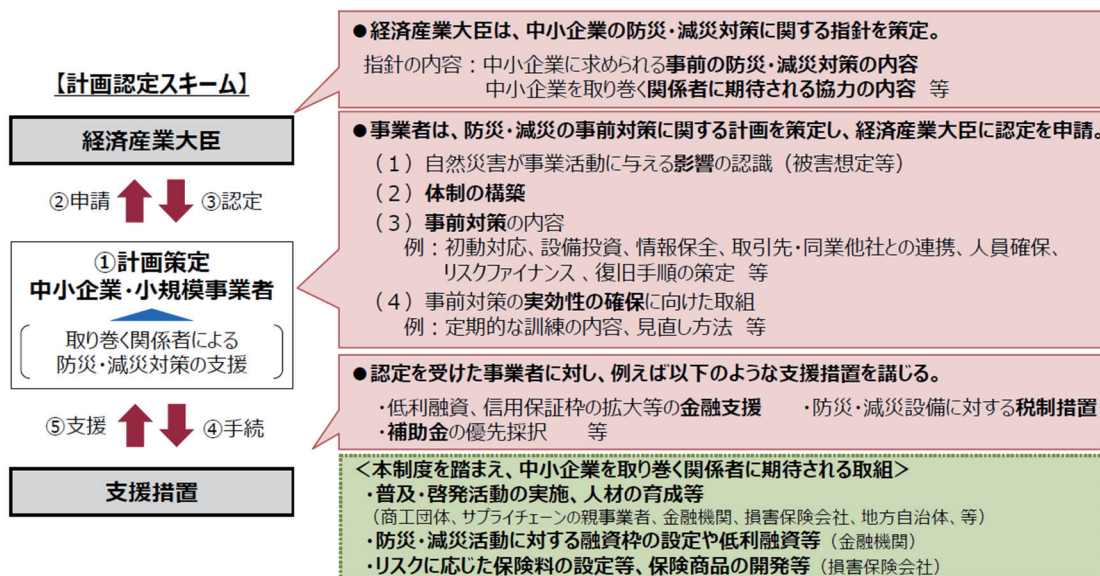 【計画認定スキーム】
経済産業大臣
②申請
③認定
①計画策定
中小企業・小規模事業者
取り巻く関係者による
防災・減災対策の支援
⑤支援
④手続
支援措置
●経済産業大臣は、中小企業の防災・減災対策に関する指針を策定。
指針の内容：中小企業に求められる事前の防災・減災対策の内容
中小企業を取り巻く関係者に期待される協力の内容 等
●事業者は、防災・減災の事前対策に関する計画を策定し、経済産業大臣に認定を申請。
（１）自然災害が事業活動に与える影響の認識（被害想定等）
（２）体制の構築
（３）事前対策の内容
例：初動対応、設備投資、情報保全、取引先・同業他社との連携、人員確保、
リスクファイナンス、復旧手順の策定 等
（４）事前対策の実効性の確保に向けた取組
例：定期的な訓練の内容、見直し方法 等
●認定を受けた事業者に対し、例えば以下のような支援措置を講じる。
・低利融資、信用保証枠の拡大等の金融支援 ・防災・減災設備に対する税制措置
・補助金の優先採択 等
＜本制度を踏まえ、中小企業を取り巻く関係者に期待される取組＞
・普及・啓発活動の実施、人材の育成等
（商工団体、サプライチェーンの親事業者、金融機関、損害保険会社、地方自治体、等）
・防災・減災活動に対する融資枠の設定や低利融資等（金融機関）
・リスクに応じた保険料の設定等、保険商品の開発等（損害保険会社）